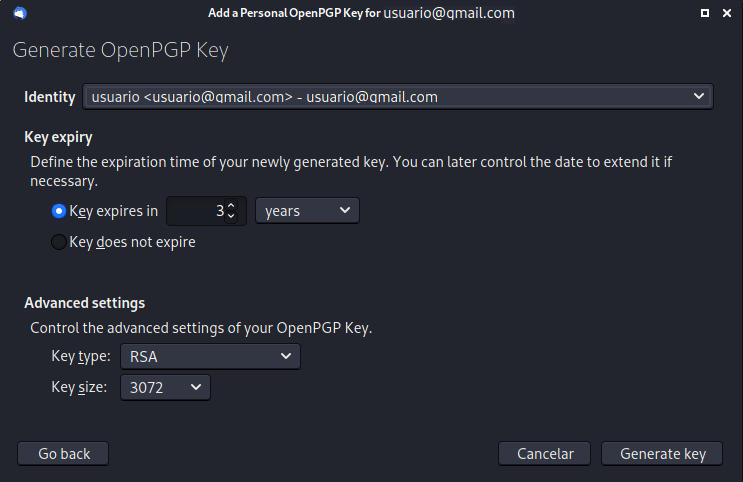 Add a Personal OpenPGP Key for usuario@gmail.com
Generate OpenPGP Key
Identity usuario <usuario@gmail.com> - usuario@gmail.com
Key expiry
Define the expiration time of your newly generated key. You can later control the date to extend it if
necessary.
Key expires in 3 years
Key does not expire
Advanced settings
Control the advanced settings of your OpenPGP Key.
Key type: RSA
Key size: 3072
Go back Cancelar Generate key